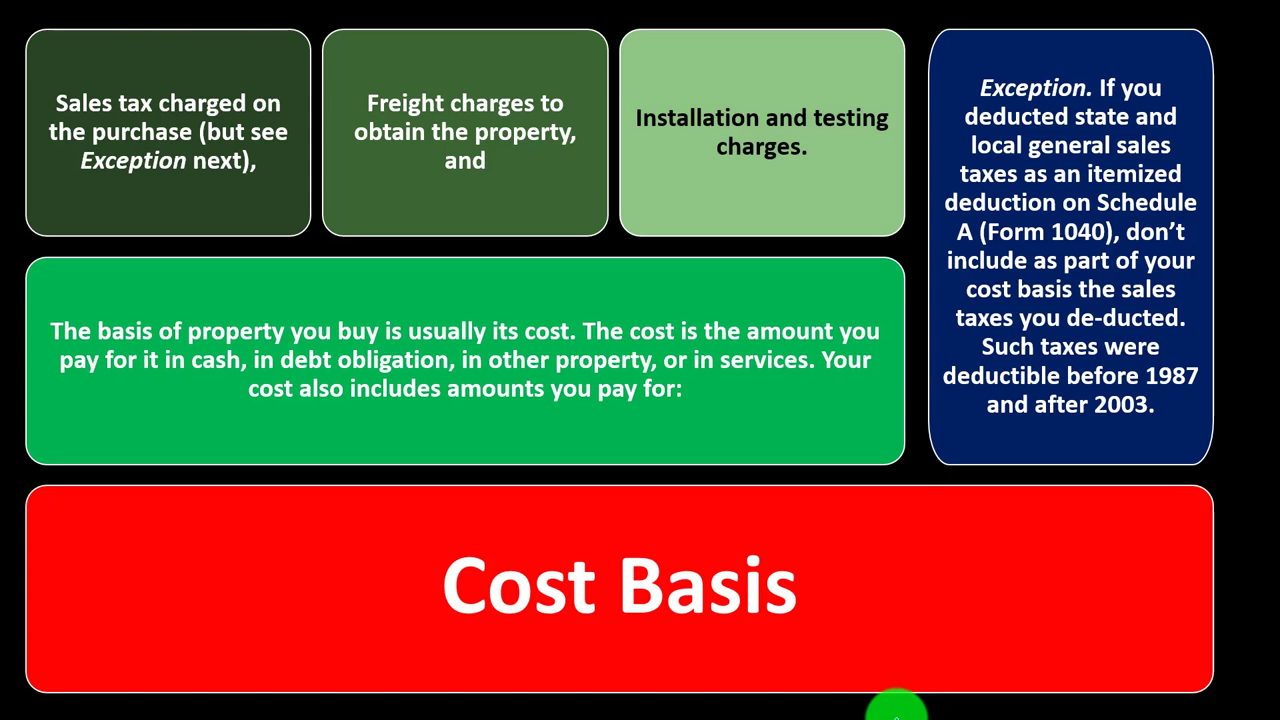 Sales tax charged on
the purchase (but see
Exception next),
Freight charges to
obtain the property,
and
Installation and testing
charges.
Exception. If you
deducted state and
local general sales
taxes as an itemized
deduction on Schedule
A (Form 1040), don’t
include as part of your
cost basis the sales
taxes you de-ducted.
Such taxes were
deductible before 1987
and after 2003.
The basis of property you buy is usually its cost. The cost is the amount you
pay for it in cash, in debt obligation, in other property, or in services. Your
cost also includes amounts you pay for:
Cost Basis